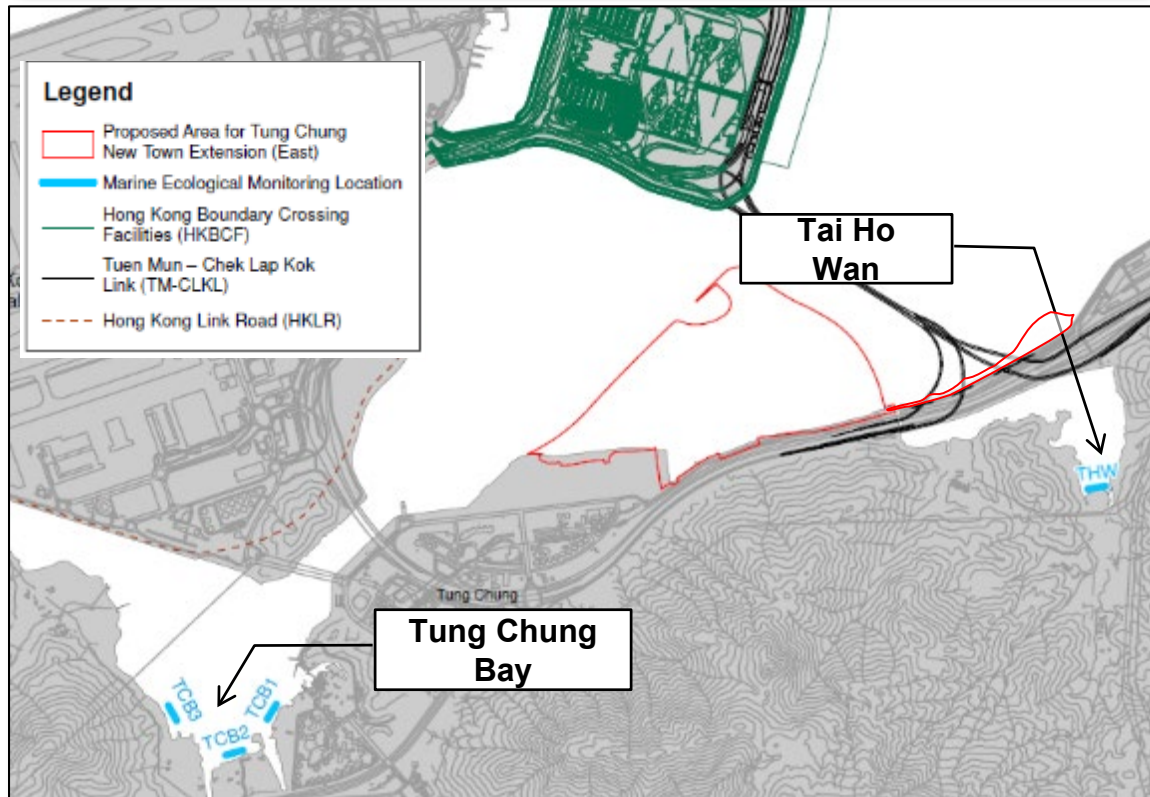 Legend
Proposed Area for Tung Chung
New Town Extension (East)
Marine Ecological Monitoring Location
Hong Kong Boundary Crossing
Facilities (HKBCF)
Tuen Mun – Chek Lap Kok
Link (TM-CLKL)
Hong Kong Link Road (HKLR)
Tai Ho
Wan
THW
Tung Chung
Tung Chung
Bay
TCB3
TCB1
TCB2